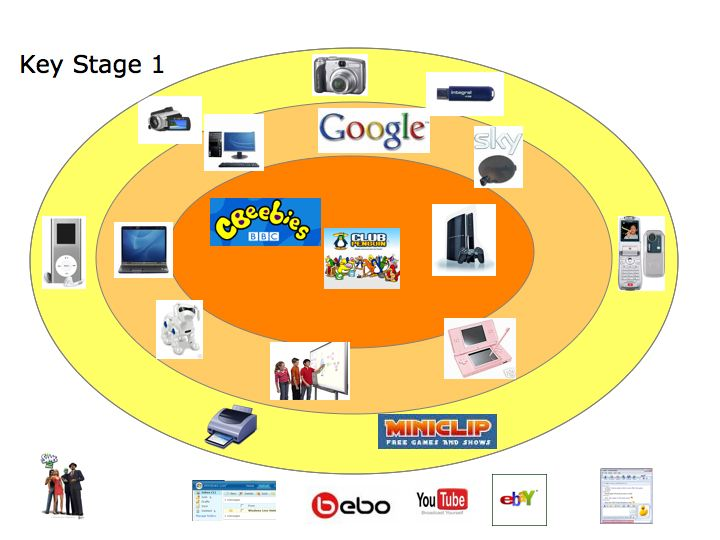 Key Stage 1
integral
Google
sky
CBeebies
BBC
CLUB
PENGUIN
MINICLIP
FREE GAMES AND SHOWS
bebo
YouTube
Broadcast Yourself
ebY